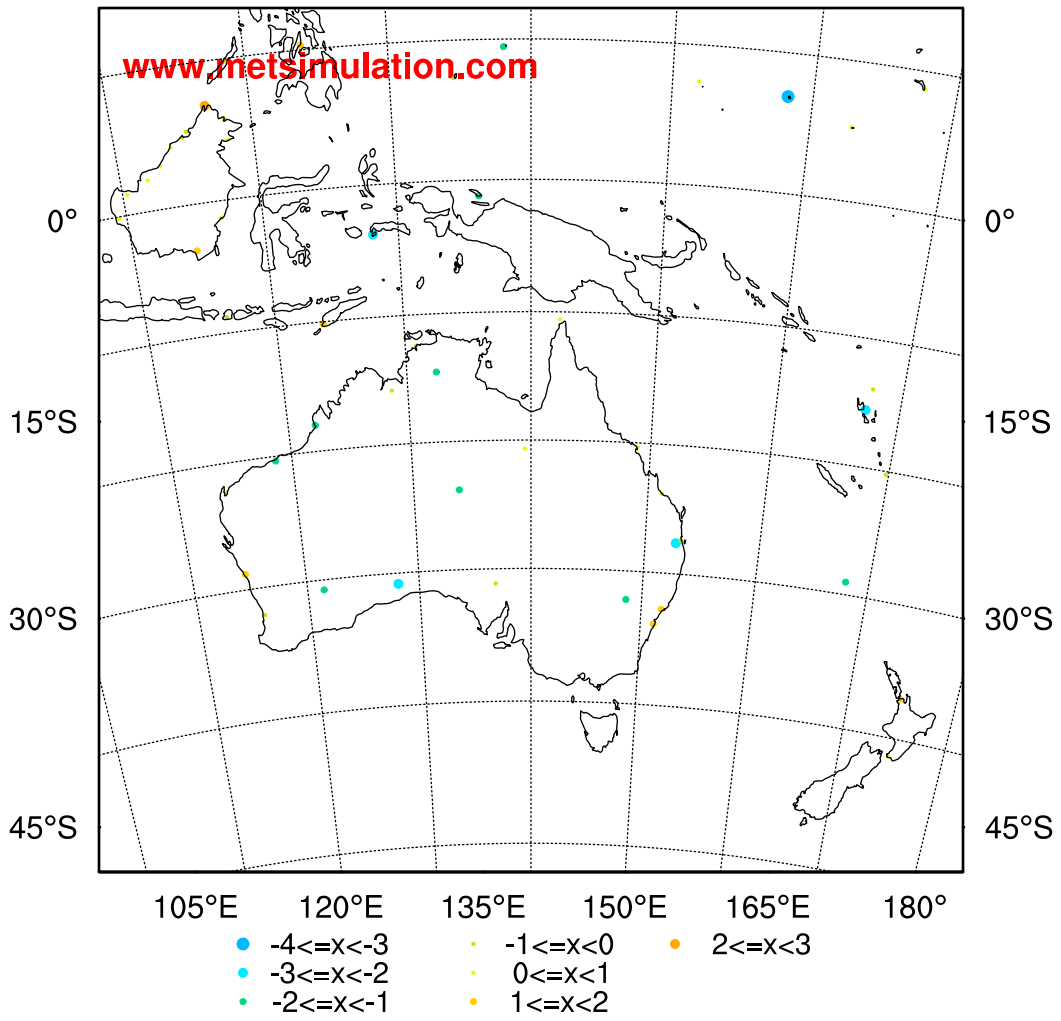 www.metsimulation.com
0° 0°
15°S 15°S
30°S 30°S
45°S 45°S
105°E 120°E 135°E 150°E 165°E 180°
-4<=x<-3 -1<=x<0 2<=x<3
-3<=x<-2 0<=x<1
-2<=x<-1 1<=x<2